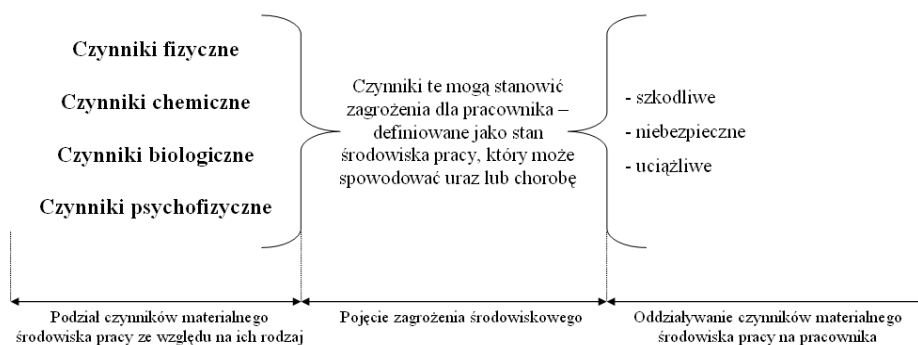 Czynniki fizyczne
Czynniki chemiczne
Czynniki biologiczne
Czynniki psychofizyczne
Czynniki te mogą stanowić
zagrożenia dla pracownika –
definiowane jako stan
środowiska pracy, który może
spowodować uraz lub chorobę
- szkodliwe
- niebezpieczne
- uciążliwe
Podział czynników materialnego
środowiska pracy ze względu na ich rodzaj
Pojęcie zagrożenia środowiskowego
Oddziaływanie czynników materialnego
środowiska pracy na pracownika